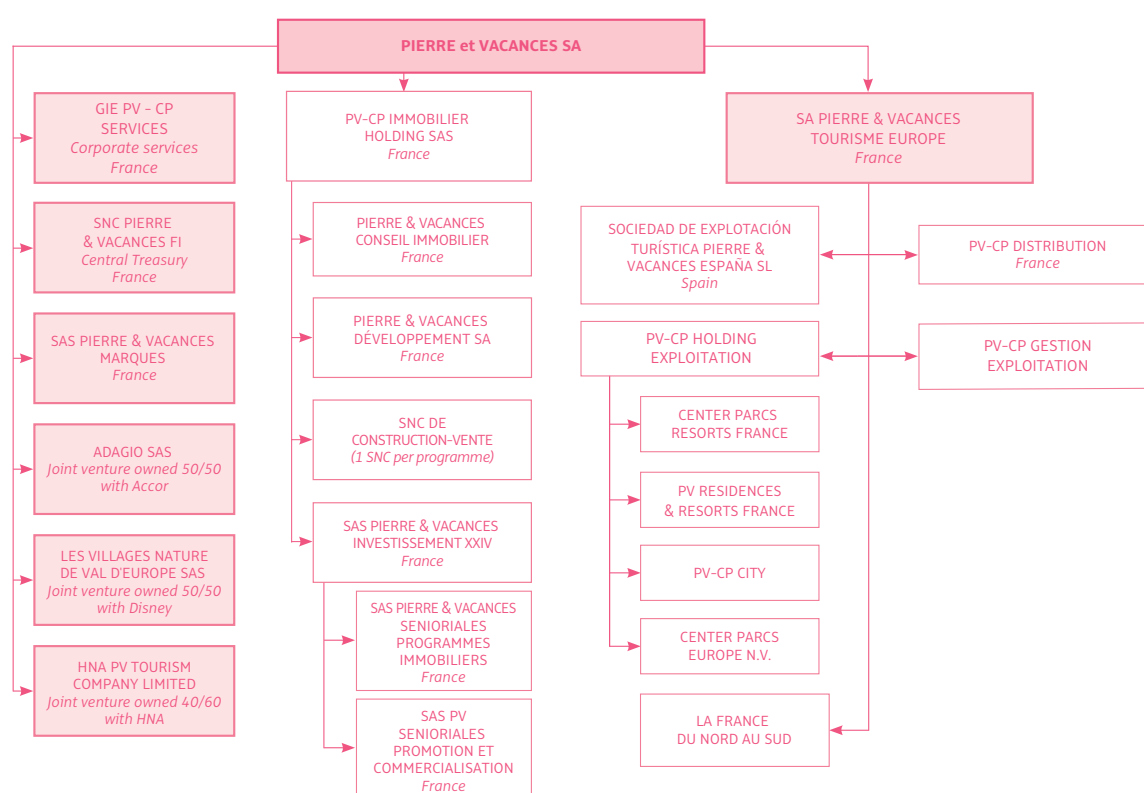 PIERRE et VACANCES SA
GIE PV - CP
SERVICES
Corporate services
France
SNC PIERRE
& VACANCES FI
Central Treasury
France
SAS PIERRE & VACANCES
MARQUES
France
ADAGIO SAS
Joint venture owned 50/50
with Accor
LES VILLAGES NATURE
DE VAL D'EUROPE SAS
Joint venture owned 50/50
with Disney
HNA PV TOURISM
COMPANY LIMITED
Joint venture owned 40/60
with HNA
PV-CP IMMOBILIER
HOLDING SAS
France
PIERRE & VACANCES
CONSEIL IMMOBILIER
France
PIERRE & VACANCES
DÉVELOPPEMENT SA
France
SNC DE
CONSTRUCTION-VENTE
(1 SNC per programme)
SAS PIERRE & VACANCES
INVESTISSEMENT XXIV
France
SAS PIERRE & VACANCES
SENIORIALES
PROGRAMMES
IMMOBILIERS
France
SAS PV
SENIORIALES
PROMOTION ET
COMMERCIALISATION
France
SA PIERRE & VACANCES
TOURISME EUROPE
France
SOCIEDAD DE EXPLOTACIÓN
TURÍSTICA PIERRE &
VACANCES ESPAÑA SL
Spain
PV-CP DISTRIBUTION
France
PV-CP HOLDING
EXPLOITATION
PV-CP GESTION
EXPLOITATION
CENTER PARCS
RESORTS FRANCE
PV RESIDENCES
& RESORTS FRANCE
PV-CP CITY
CENTER PARCS
EUROPE N.V.
LA FRANCE
DU NORD AU SUD